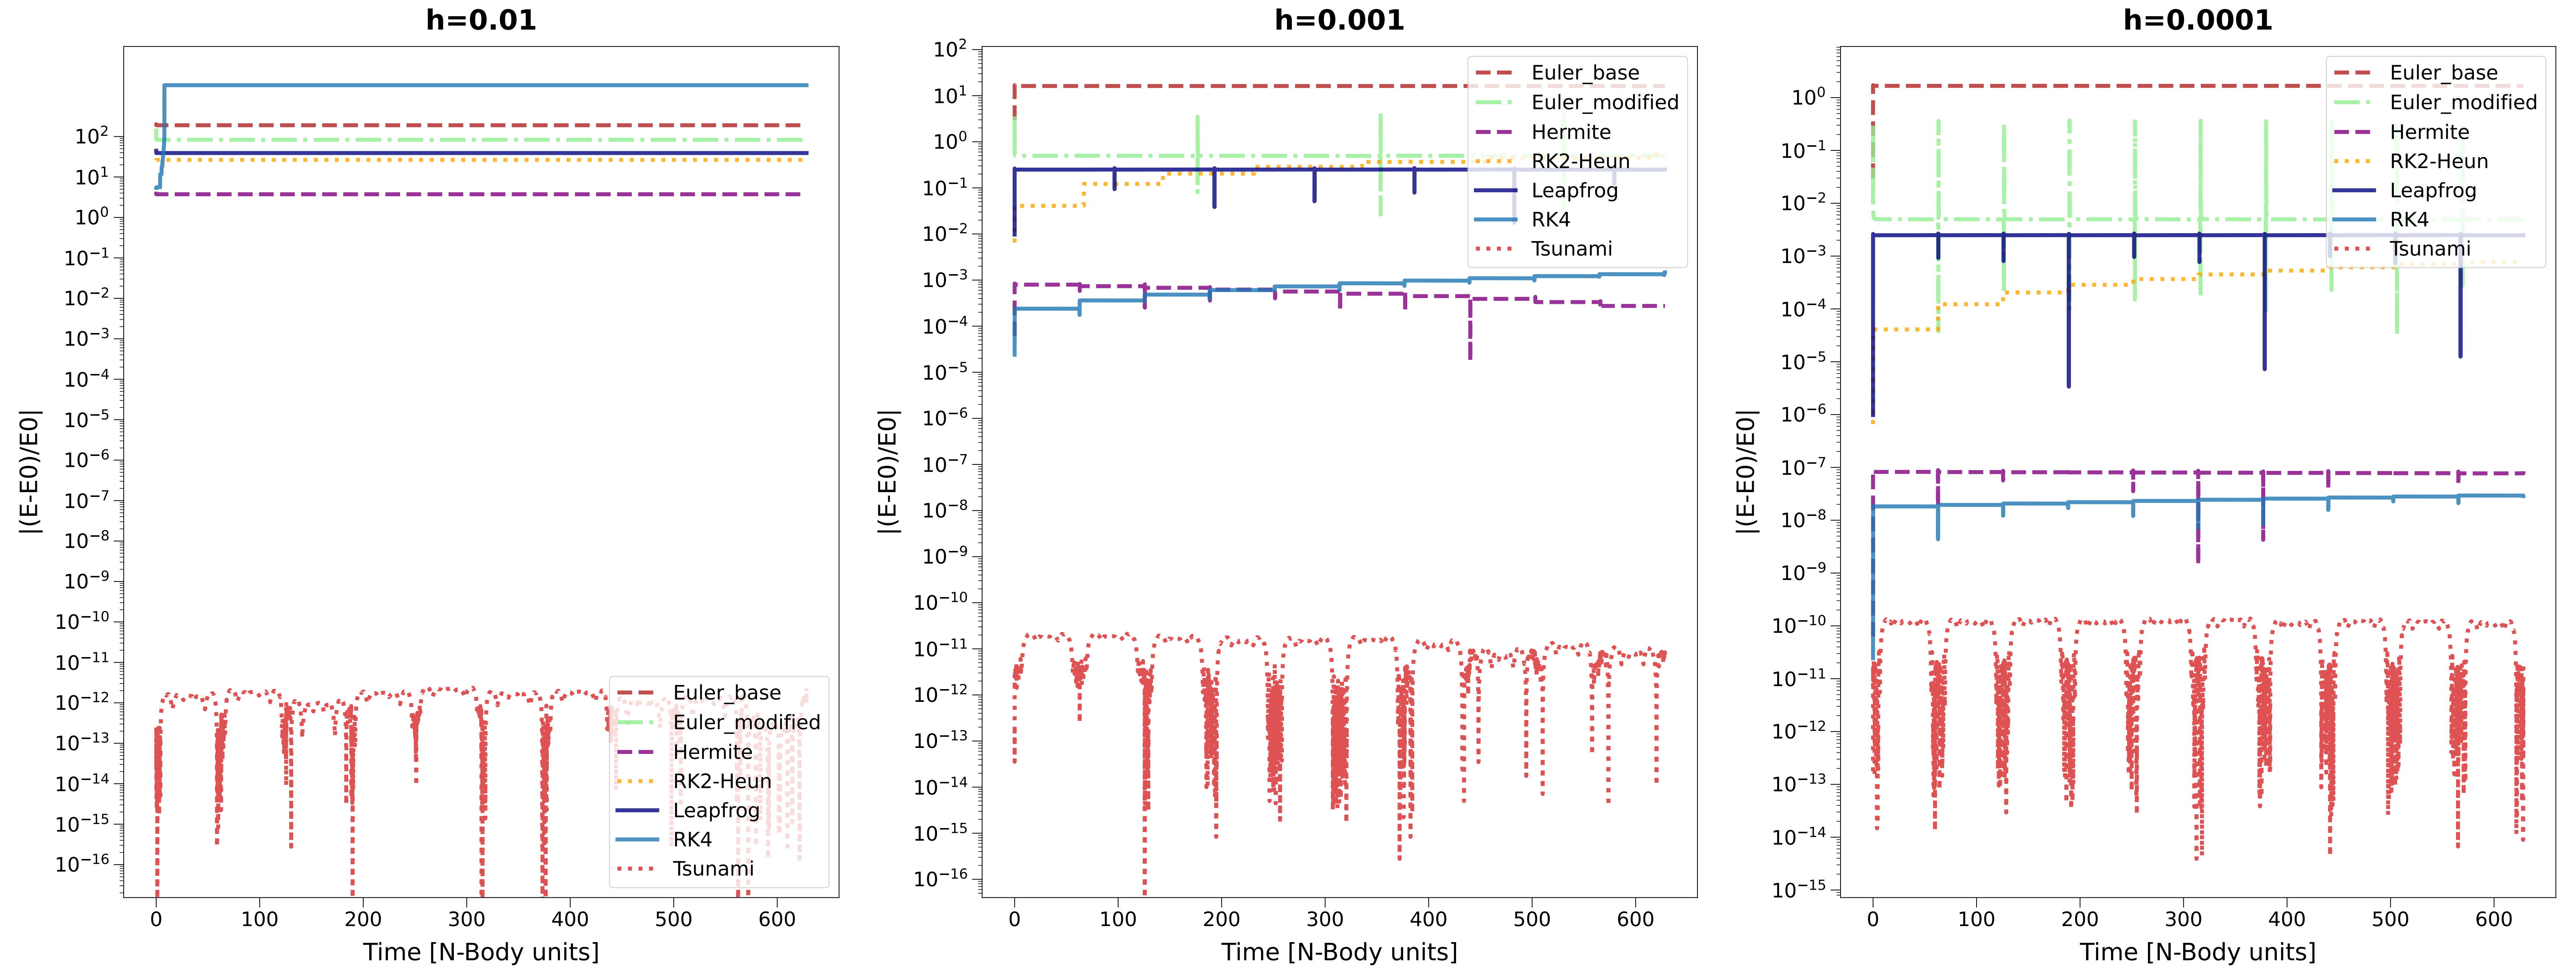 h=0.01
|(E-E0)/E0|
10^2
10^1
10^0
10^-1
10^-2
10^-3
10^-4
10^-5
10^-6
10^-7
10^-8
10^-9
10^-10
10^-11
10^-12
10^-13
10^-14
10^-15
10^-16
Euler_base
Euler_modified
Hermite
RK2-Heun
Leapfrog
RK4
Tsunami
0 100 200 300 400 500 600
Time [N-Body units]
h=0.001
|(E-E0)/E0|
10^2
10^1
10^0
10^-1
10^-2
10^-3
10^-4
10^-5
10^-6
10^-7
10^-8
10^-9
10^-10
10^-11
10^-12
10^-13
10^-14
10^-15
10^-16
Euler_base
Euler_modified
Hermite
RK2-Heun
Leapfrog
RK4
Tsunami
0 100 200 300 400 500 600
Time [N-Body units]
h=0.0001
|(E-E0)/E0|
10^0
10^-1
10^-2
10^-3
10^-4
10^-5
10^-6
10^-7
10^-8
10^-9
10^-10
10^-11
10^-12
10^-13
10^-14
10^-15
Euler_base
Euler_modified
Hermite
RK2-Heun
Leapfrog
RK4
Tsunami
0 100 200 300 400 500 600
Time [N-Body units]